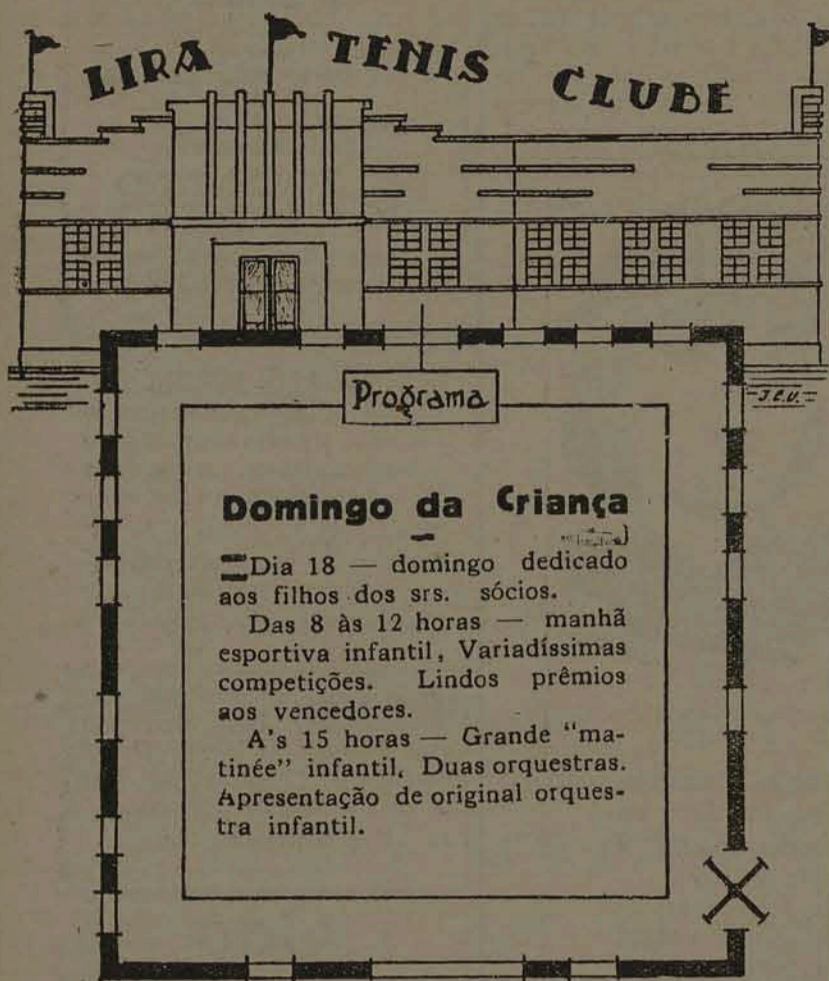 LIRA TENIS CLUBE
Programa
J.E.V.
Domingo da Criança
Dia 18 — domingo dedicado
aos filhos dos srs. sócios.
Das 8 às 12 horas — manhã
esportiva infantil, Variadíssimas
competições. Lindos prêmios
aos vencedores.
A's 15 horas — Grande "ma-
tinée" infantil, Duas orquestras.
Apresentação de original orques-
tra infantil.